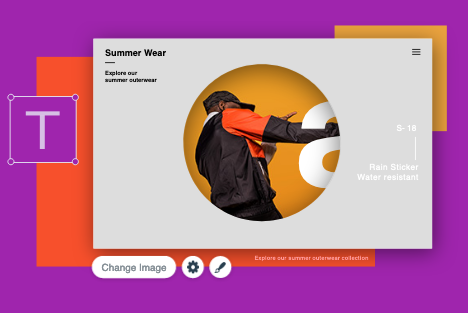 Summer Wear
Explore our
summer outerwear
T
a
S- 18
Rain Sticker
Water resistant
Change Image
Explore our summer outerwear collection